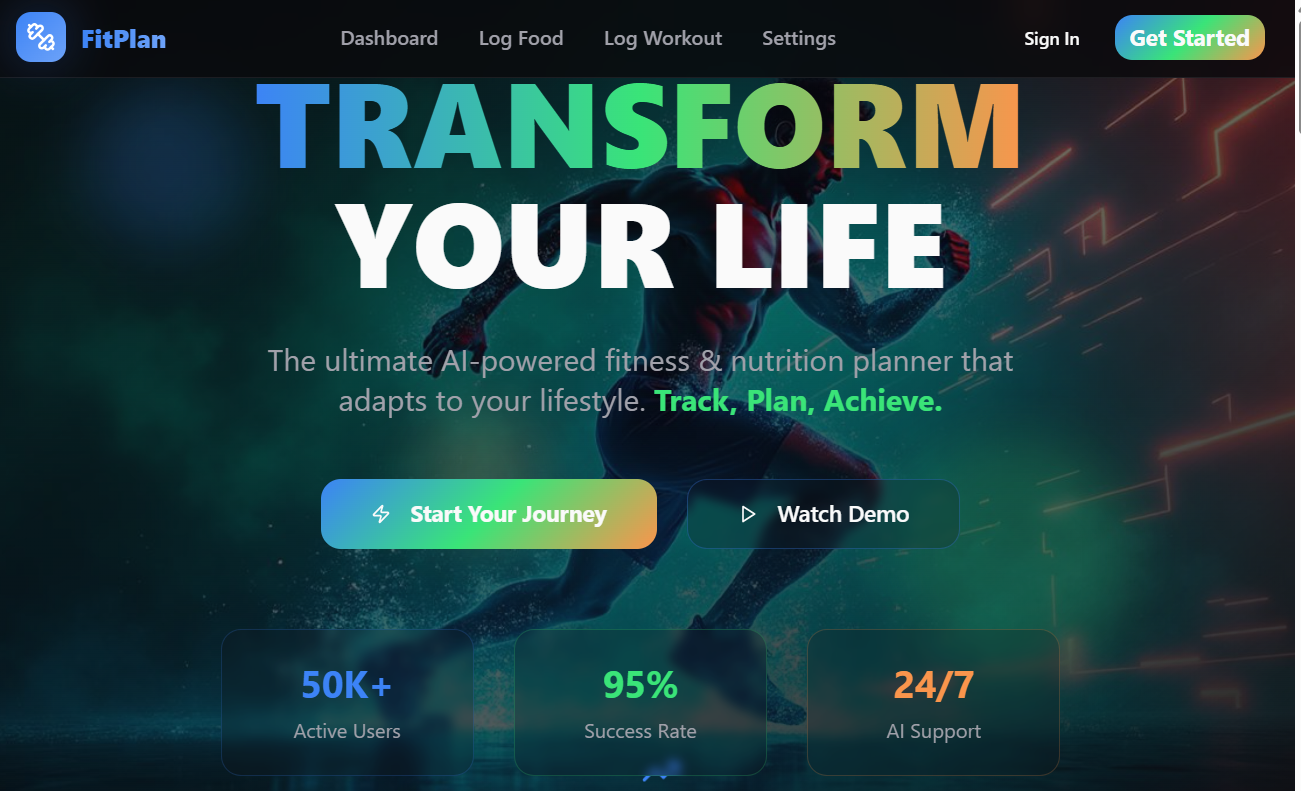 FitPlan
Dashboard
Log Food
Log Workout
Settings
Sign In
Get Started
TRANSFORM
YOUR LIFE
The ultimate AI-powered fitness & nutrition planner that
adapts to your lifestyle. Track, Plan, Achieve.
Start Your Journey
Watch Demo
50K+
Active Users
95%
Success Rate
24/7
AI Support